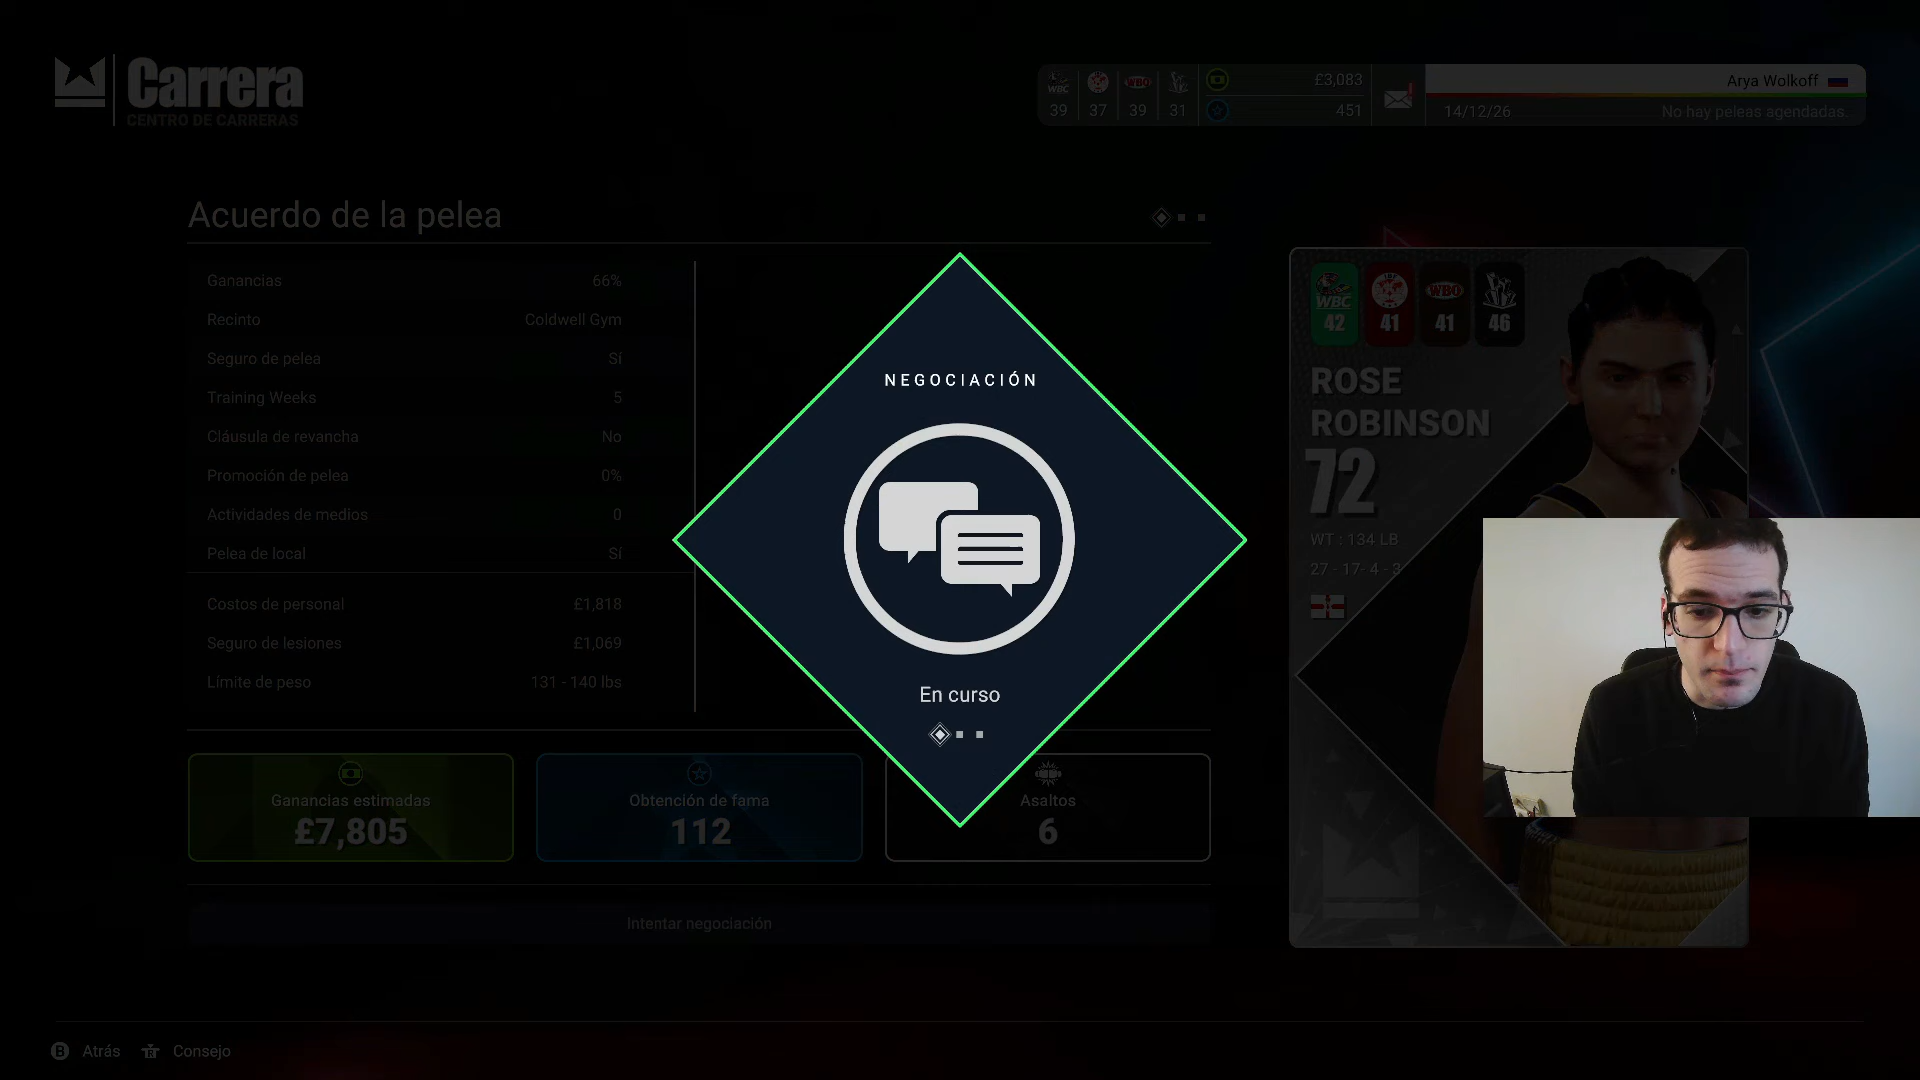 Carrera
CENTRO DE CARRERAS
WBC
WBO
39
37
39
31
£3,083
451
Arya Wolkoff
14/12/26
No hay peleas agendadas.
Acuerdo de la pelea
Ganancias 66%
Recinto Coldwell Gym
Seguro de pelea Sí
Training Weeks 5
Cláusula de revancha No
Promoción de pelea 0%
Actividades de medios 0
Pelea de local Sí
Costos de personal £1,818
Seguro de lesiones £1,069
Límite de peso 131 - 140 lbs
NEGOCIACIÓN
En curso
Ganancias estimadas
£7,805
Obtención de fama
112
Asaltos
6
Intentar negociación
WBC
IBF
WBO
42
41
41
46
ROSE
ROBINSON
72
WT : 134 LB
27 - 17- 4 - 3
B Atrás
R Consejo